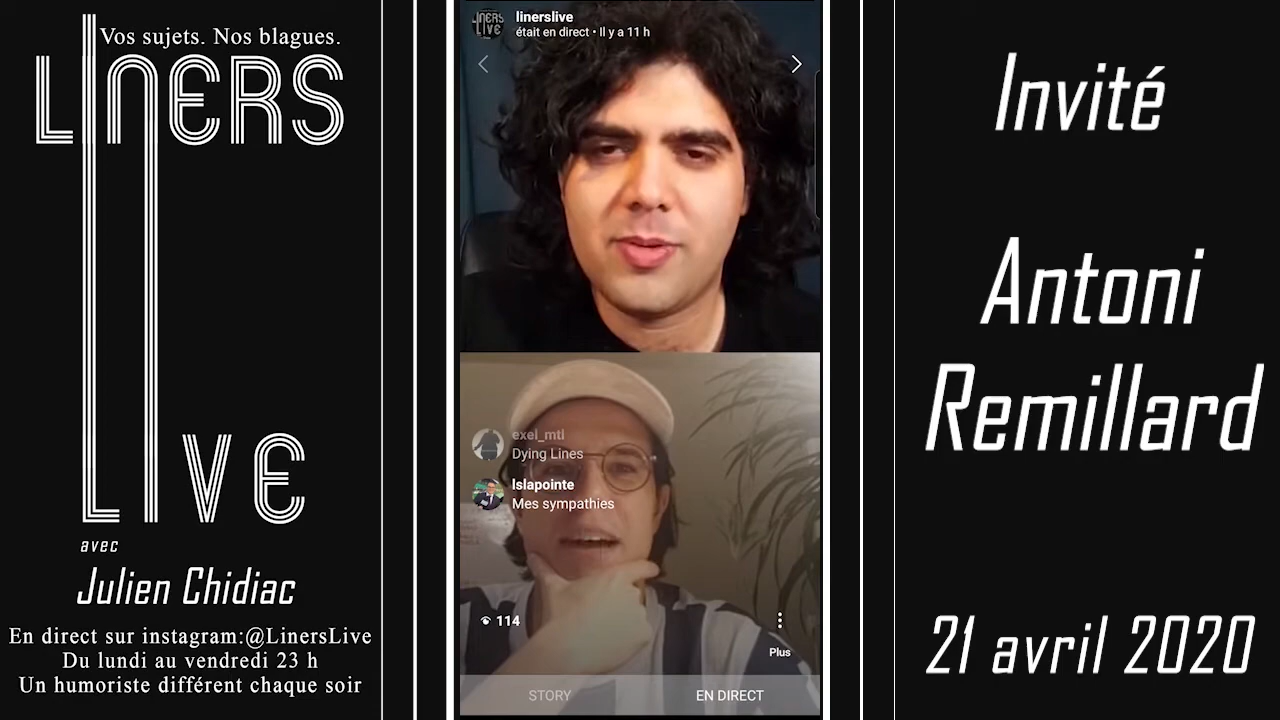 Vos sujets. Nos blagues.
LINERS
LIVE
avec
Julien Chidiac
En direct sur instagram:@LinersLive
Du lundi au vendredi 23 h
Un humoriste différent chaque soir
LINERS
LIVE
linerslive
était en direct • Il y a 11 h
exel_mtl
Dying Lines
lslapointe
Mes sympathies
114
Plus
STORY
EN DIRECT
Invité
Antoni
Remillard
21 avril 2020